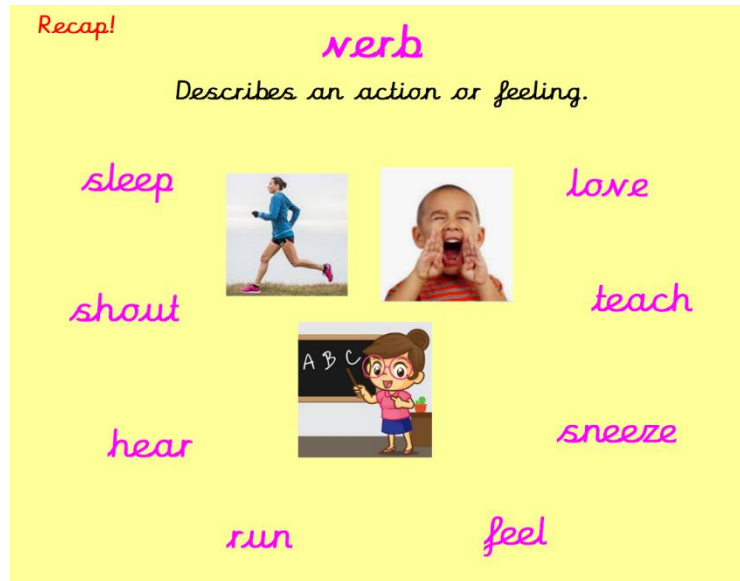 Recap!
verb
Describes an action or feeling.
sleep
love
shout
teach
A B C
hear
sneeze
run
feel